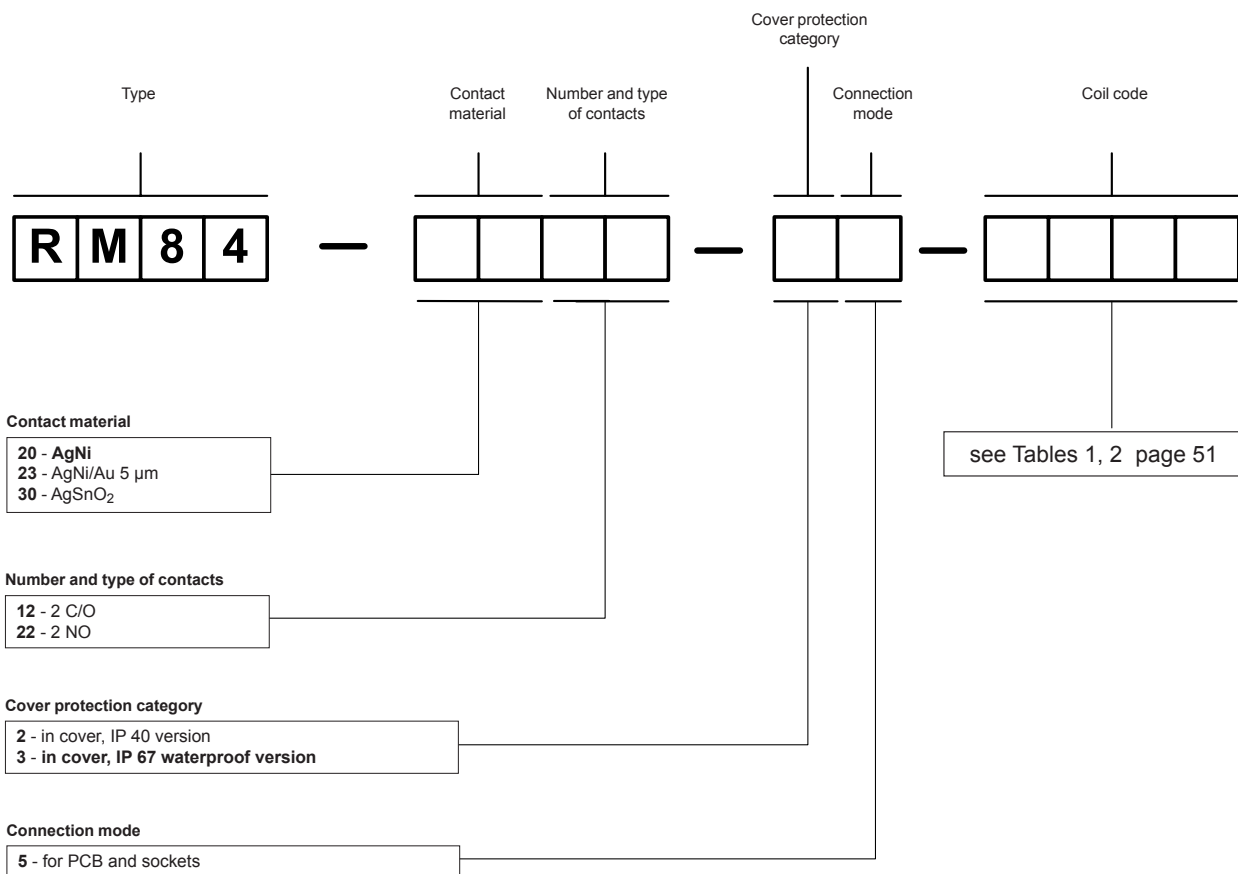 Cover protection
category
Type
Contact
material
Number and type
of contacts
Connection
mode
Coil code
R M 8 4 — — —
Contact material
20 - AgNi
23 - AgNi/Au 5 µm
30 - AgSnO₂
see Tables 1, 2 page 51
Number and type of contacts
12 - 2 C/O
22 - 2 NO
Cover protection category
2 - in cover, IP 40 version
3 - in cover, IP 67 waterproof version
Connection mode
5 - for PCB and sockets